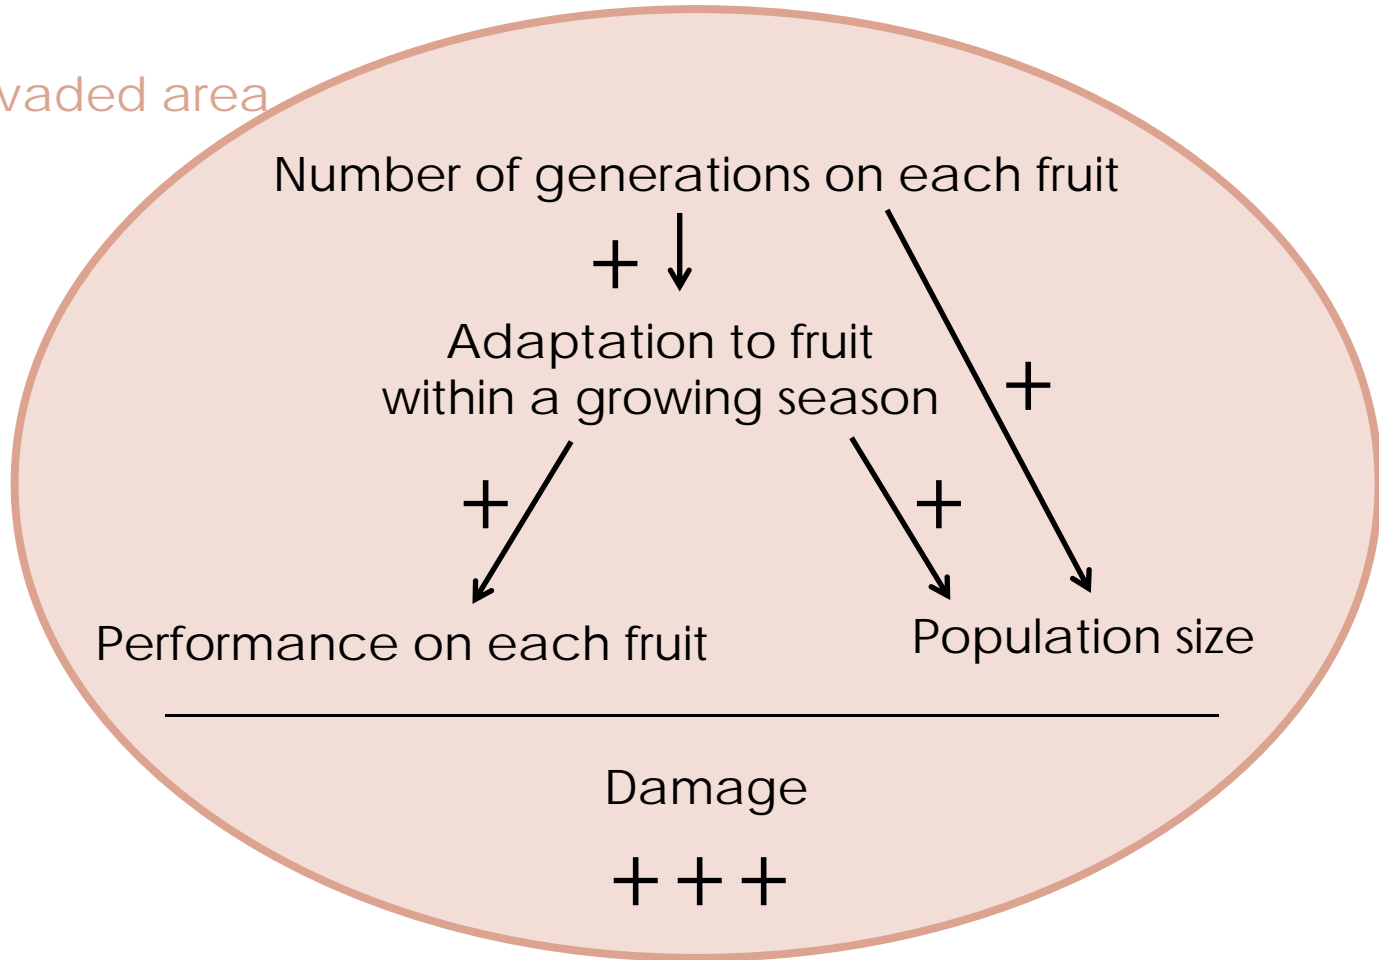 vaded area
Number of generations on each fruit
+
Adaptation to fruit
within a growing season
+
+
+
Performance on each fruit
Population size
Damage
+ + +